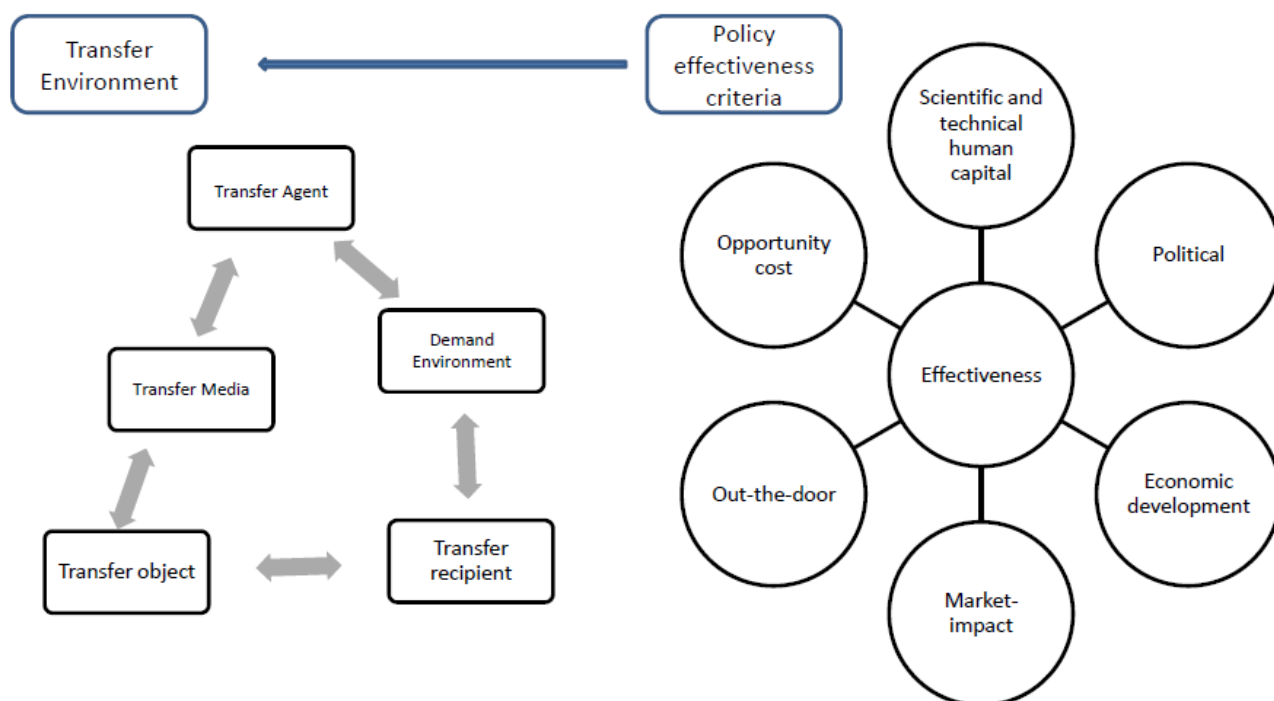 Transfer
Environment
Policy
effectiveness
criteria
Transfer Agent
Demand
Environment
Transfer Media
Transfer object
Transfer
recipient
Scientific and
technical
human
capital
Opportunity
cost
Political
Effectiveness
Out-the-door
Economic
development
Market-
impact